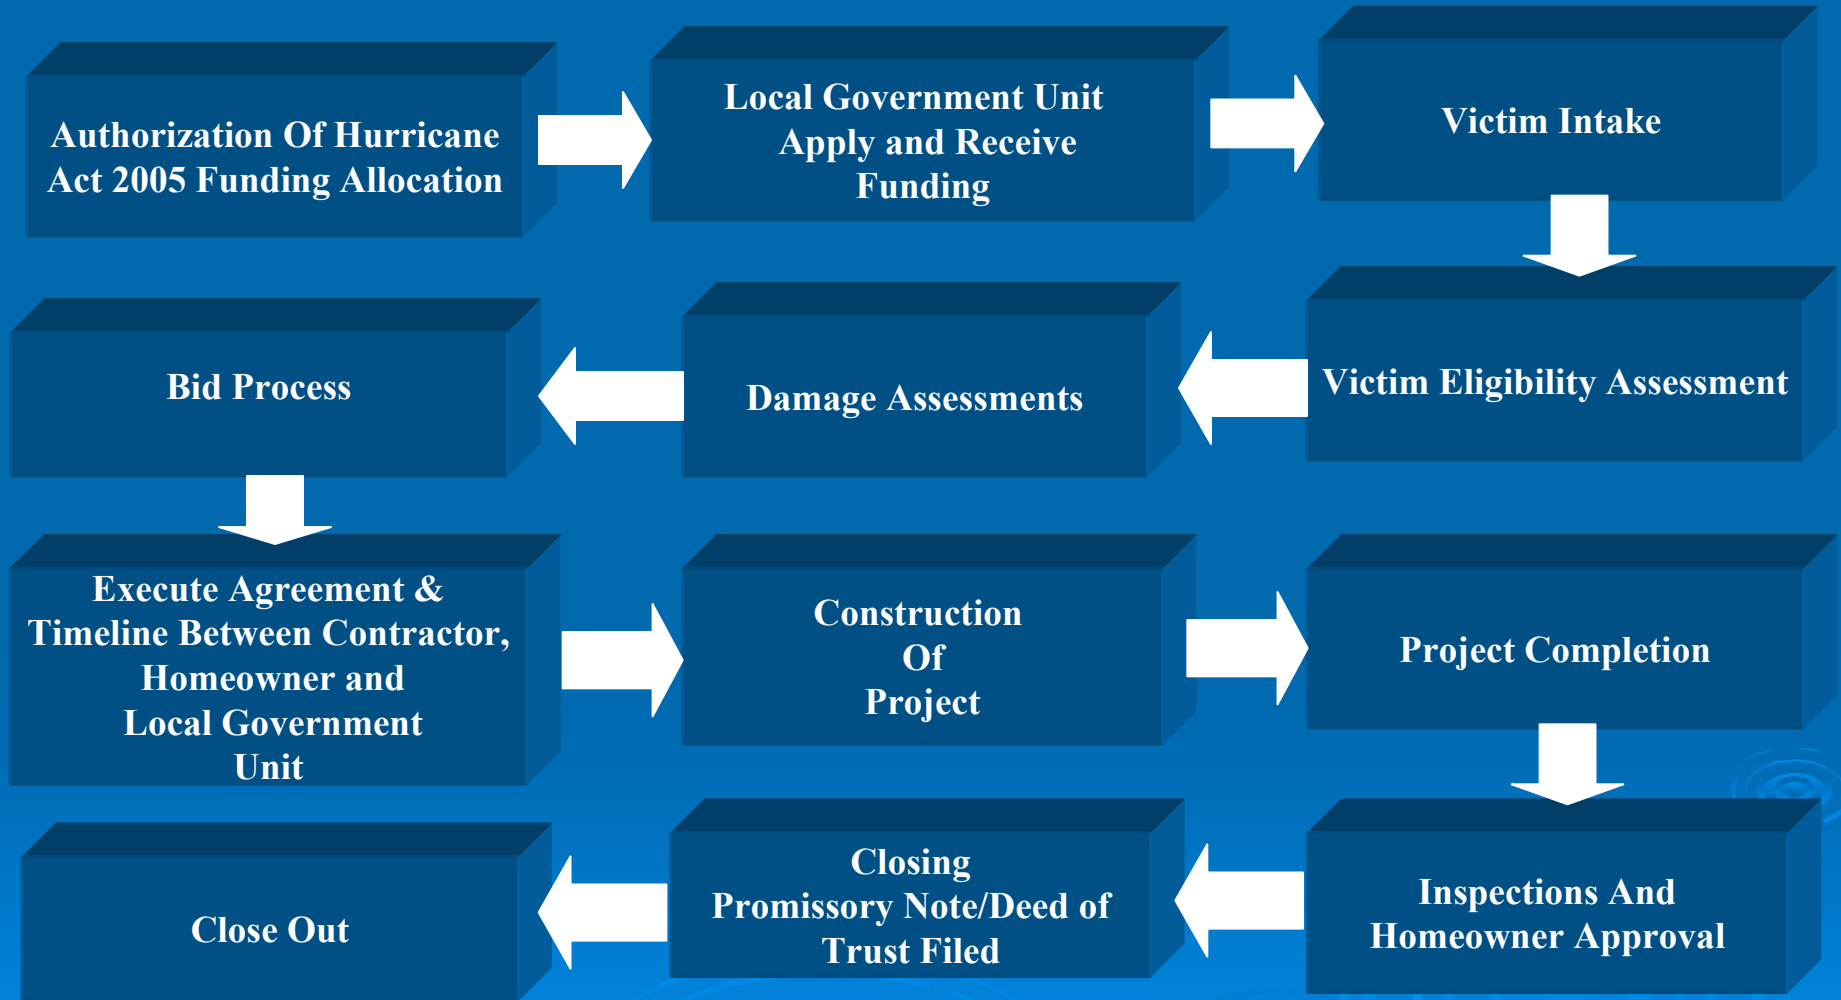 Authorization Of Hurricane
Act 2005 Funding Allocation
Local Government Unit
Apply and Receive
Funding
Victim Intake
Victim Eligibility Assessment
Damage Assessments
Bid Process
Execute Agreement &
Timeline Between Contractor,
Homeowner and
Local Government
Unit
Construction
Of
Project
Project Completion
Inspections And
Homeowner Approval
Closing
Promissory Note/Deed of
Trust Filed
Close Out